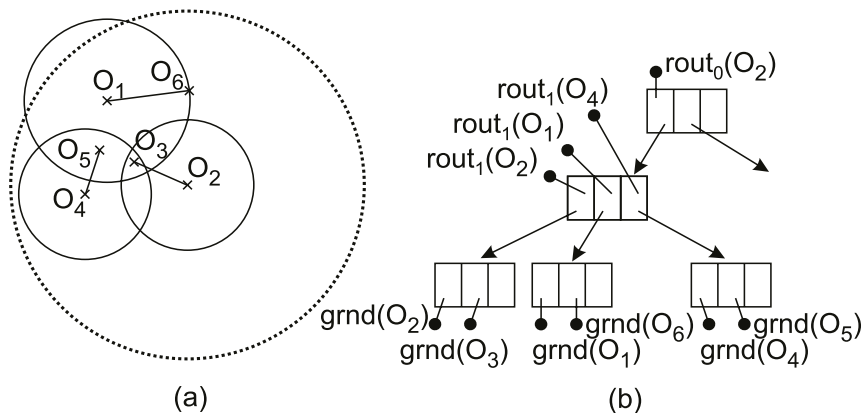 O₁
O₆
O₅
O₃
O₄
O₂
(a)
rout₀(O₂)
rout₁(O₄)
rout₁(O₁)
rout₁(O₂)
grnd(O₂)
grnd(O₃)
grnd(O₆)
grnd(O₁)
grnd(O₅)
grnd(O₄)
(b)